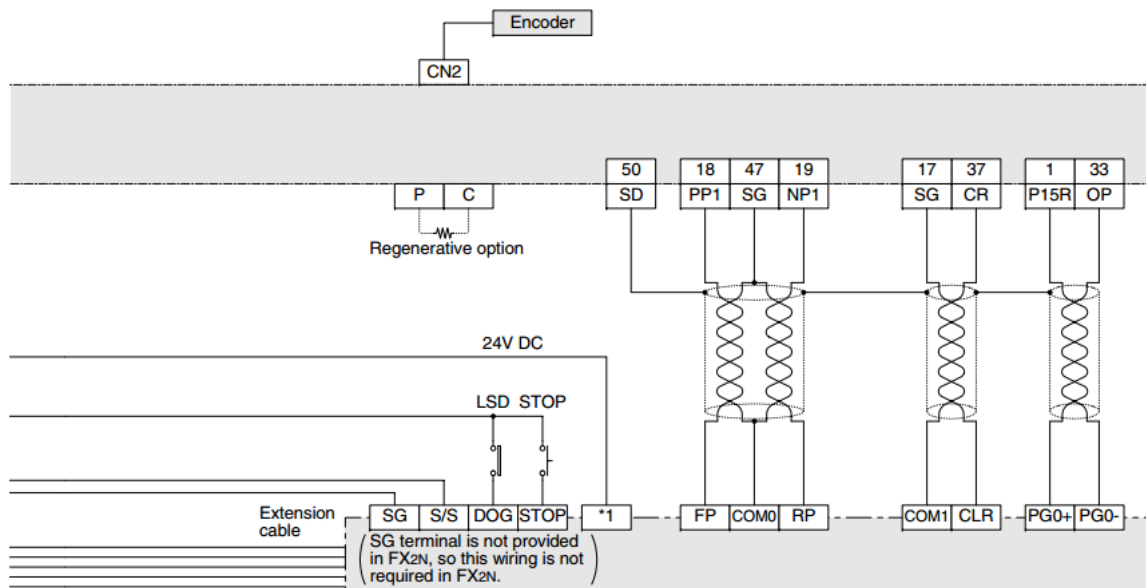 Encoder
CN2
50 18 47 19 17 37 1 33
P C SD PP1 SG NP1 SG CR P15R OP
Regenerative option
24V DC
LSD STOP
Extension
cable
SG S/S DOG STOP *1 FP COM0 RP COM1 CLR PG0+ PG0-
(SG terminal is not provided
in FX2N, so this wiring is not
required in FX2N.)